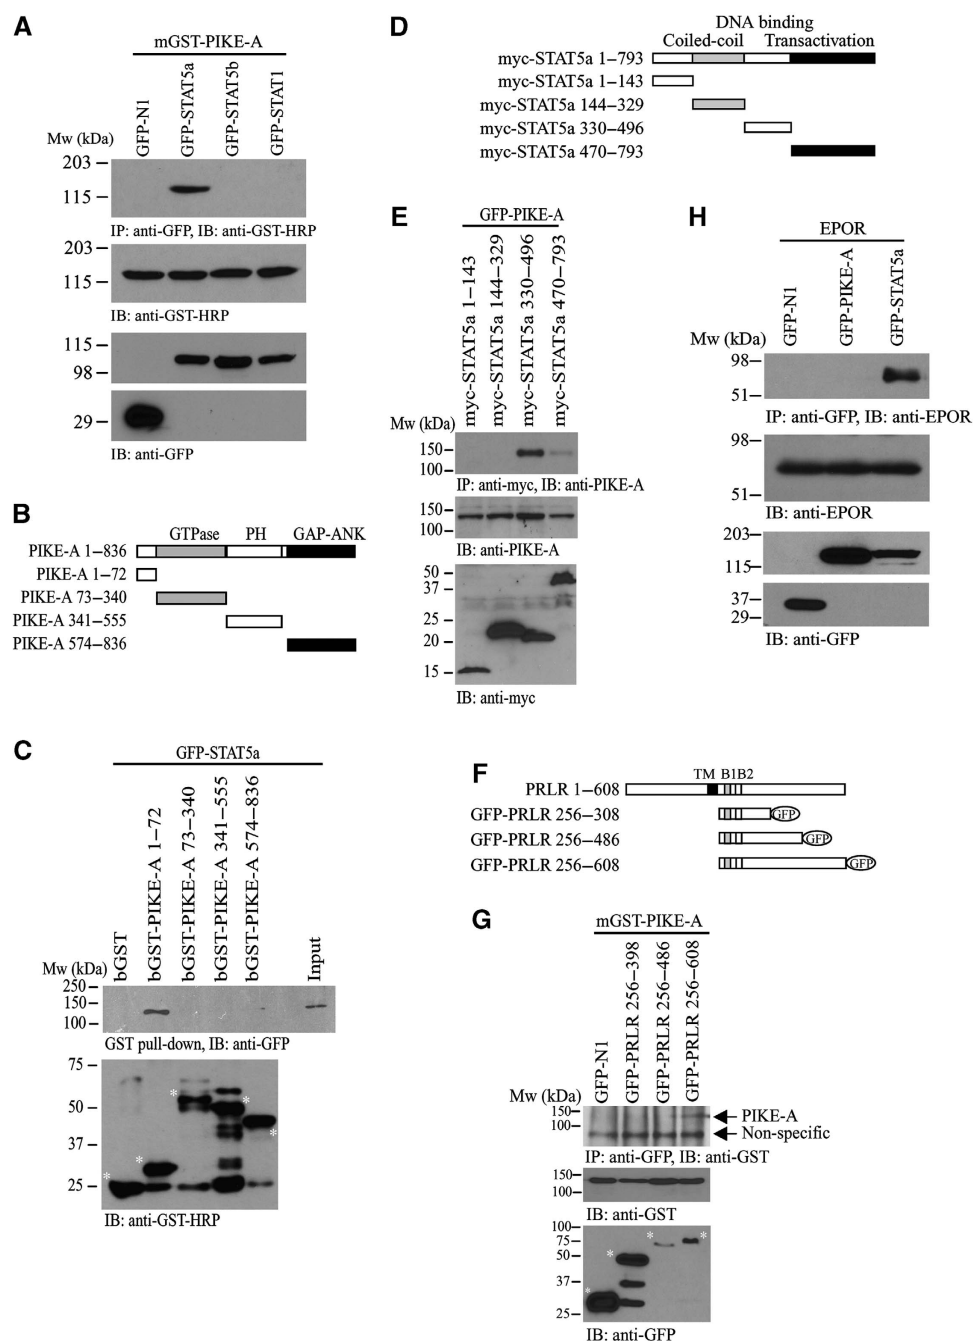 A
mGST-PIKE-A
GFP-N1
GFP-STAT5a
GFP-STAT5b
GFP-STAT1
Mw (kDa)
203
115
IP: anti-GFP, IB: anti-GST-HRP
203
115
IB: anti-GST-HRP
115
98
29
IB: anti-GFP
B
GTPase PH GAP-ANK
PIKE-A 1–836
PIKE-A 1–72
PIKE-A 73–340
PIKE-A 341–555
PIKE-A 574–836
C
GFP-STAT5a
bGST
bGST-PIKE-A 1–72
bGST-PIKE-A 73–340
bGST-PIKE-A 341–555
bGST-PIKE-A 574–836
Input
Mw (kDa)
250
150
100
GST pull-down, IB: anti-GFP
75
50
37
25
*
*
*
*
*
IB: anti-GST-HRP
D
DNA binding
Coiled-coil Transactivation
myc-STAT5a 1–793
myc-STAT5a 1–143
myc-STAT5a 144–329
myc-STAT5a 330–496
myc-STAT5a 470–793
E
GFP-PIKE-A
myc-STAT5a 1–143
myc-STAT5a 144–329
myc-STAT5a 330–496
myc-STAT5a 470–793
Mw (kDa)
150
100
IP: anti-myc, IB: anti-PIKE-A
150
100
IB: anti-PIKE-A
50
37
25
20
15
IB: anti-myc
H
EPOR
GFP-N1
GFP-PIKE-A
GFP-STAT5a
Mw (kDa)
98
51
IP: anti-GFP, IB: anti-EPOR
98
51
IB: anti-EPOR
203
115
37
29
IB: anti-GFP
F
TM B1B2
PRLR 1–608
GFP-PRLR 256–308 GFP
GFP-PRLR 256–486 GFP
GFP-PRLR 256–608 GFP
G
mGST-PIKE-A
GFP-N1
GFP-PRLR 256–398
GFP-PRLR 256–486
GFP-PRLR 256–608
Mw (kDa)
150
100
PIKE-A
Non-specific
IP: anti-GFP, IB: anti-GST
150
100
IB: anti-GST
100
75
50
37
25
*
*
*
*
IB: anti-GFP